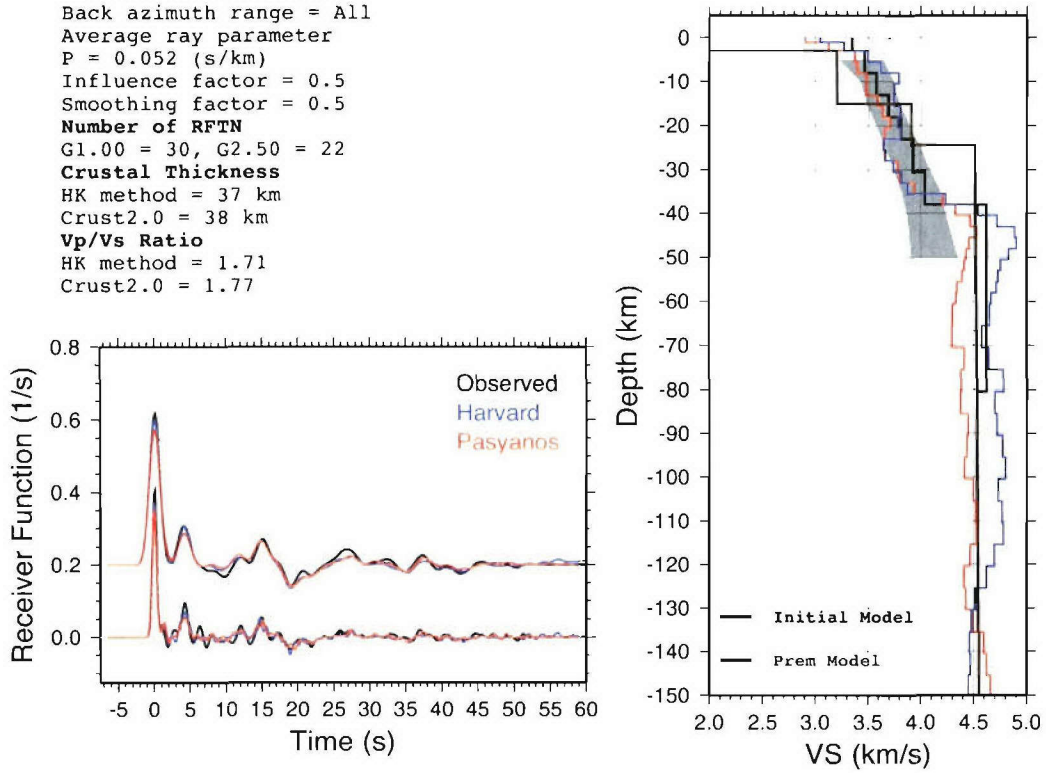 Back azimuth range = All
Average ray parameter
P = 0.052 (s/km)
Influence factor = 0.5
Smoothing factor = 0.5
Number of RFTN
G1.00 = 30, G2.50 = 22
Crustal Thickness
HK method = 37 km
Crust2.0 = 38 km
Vp/Vs Ratio
HK method = 1.71
Crust2.0 = 1.77
0.8
0.6
0.4
0.2
0.0
Receiver Function (1/s)
Observed
Harvard
Pasyanos
-5 0 5 10 15 20 25 30 35 40 45 50 55 60
Time (s)
0
-10
-20
-30
-40
-50
-60
-70
-80
-90
-100
-110
-120
-130
-140
-150
Depth (km)
Initial Model
Prem Model
2.0 2.5 3.0 3.5 4.0 4.5 5.0
VS (km/s)